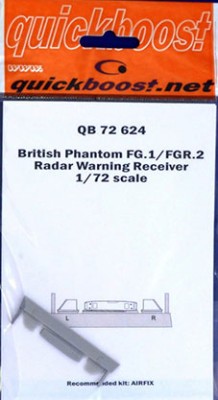 quickboost
www.
quickboost.net
QB 72 624
British Phantom FG.1/FGR.2
Radar Warning Receiver
1/72 scale
L R
Recommended kit: AIRFIX